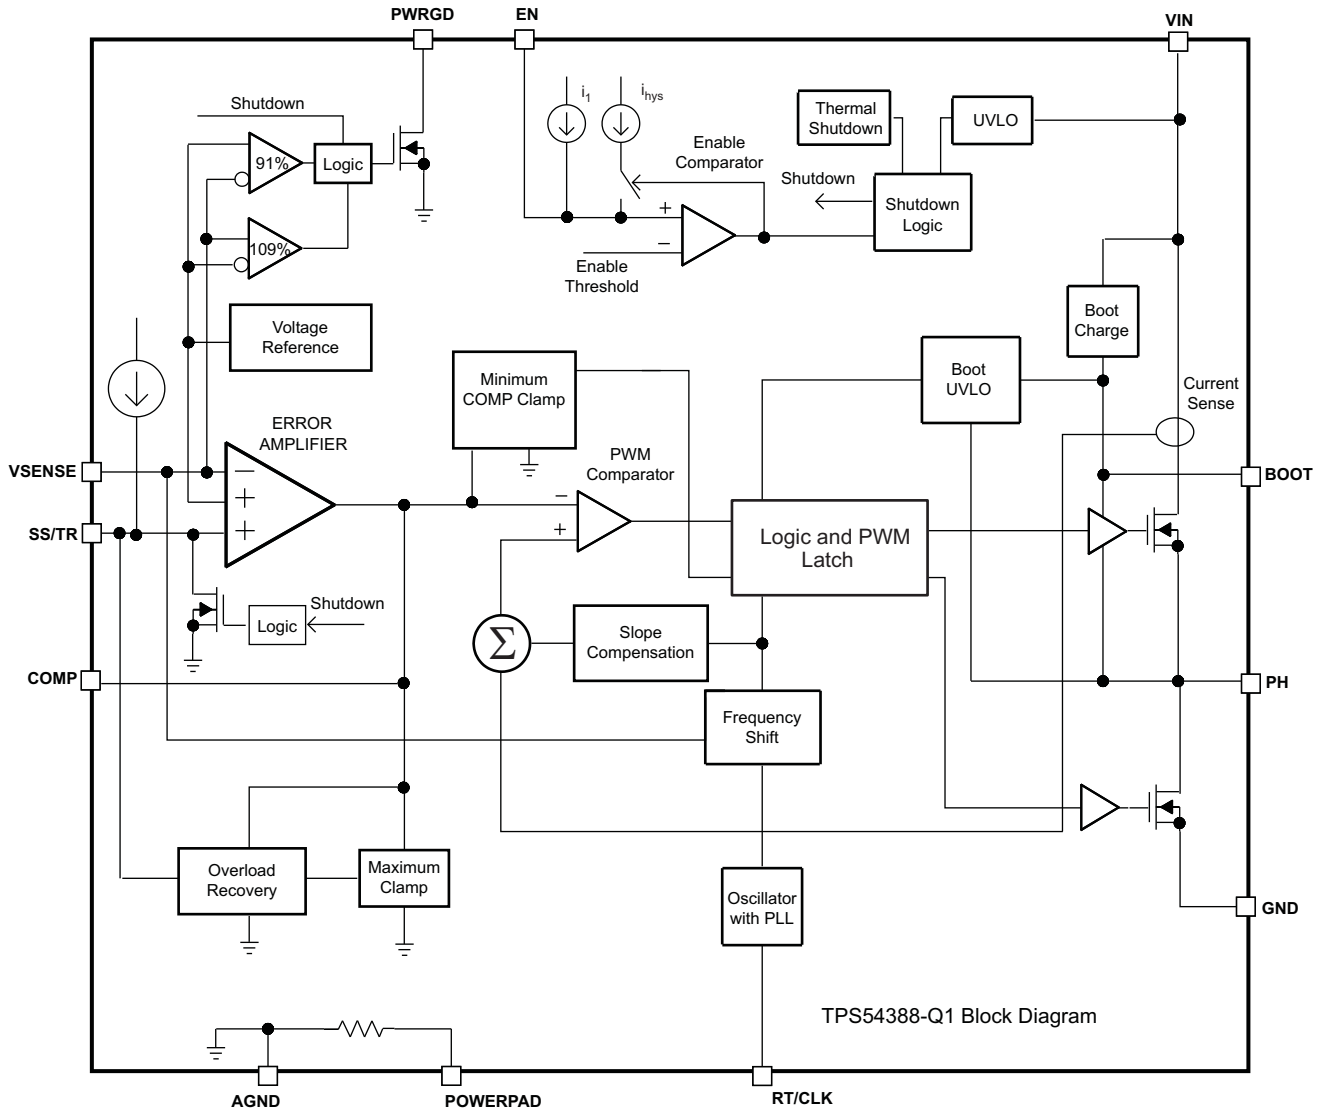 PWRGD
EN
VIN
i1
ihys
Shutdown
Thermal
Shutdown
UVLO
Enable
Comparator
91%
Logic
Shutdown
+
Shutdown
Logic
109%
−
Enable
Threshold
Voltage
Reference
Boot
Charge
Minimum
COMP Clamp
Boot
UVLO
Current
Sense
ERROR
AMPLIFIER
PWM
Comparator
VSENSE
−
BOOT
+
−
SS/TR
+
+
Logic and PWM
Latch
Shutdown
Logic
Σ
Slope
Compensation
COMP
PH
Frequency
Shift
Overload
Recovery
Maximum
Clamp
Oscillator
with PLL
GND
TPS54388-Q1 Block Diagram
AGND
POWERPAD
RT/CLK